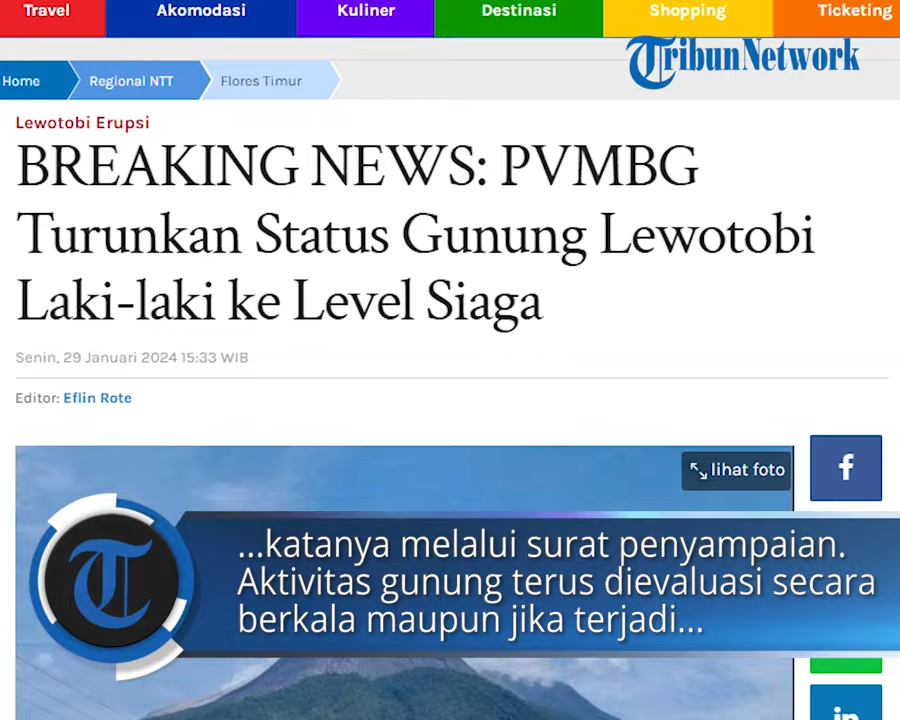 Travel Akomodasi Kuliner Destinasi Shopping Ticketing
TribunNetwork
Home Regional NTT Flores Timur
Lewotobi Erupsi
BREAKING NEWS: PVMBG
Turunkan Status Gunung Lewotobi
Laki-laki ke Level Siaga
Senin, 29 Januari 2024 15:33 WIB
Editor: Eflin Rote
lihat foto
f
T
...katanya melalui surat penyampaian.
Aktivitas gunung terus dievaluasi secara
berkala maupun jika terjadi...
in